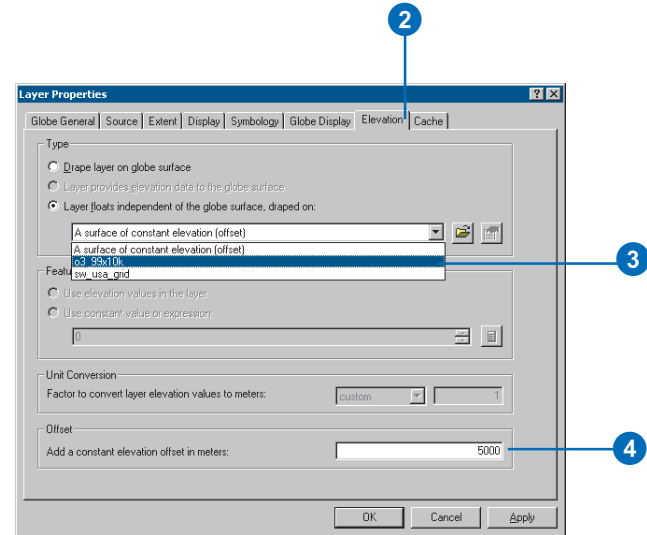 2
Layer Properties
Globe General Source Extent Display Symbology Globe Display Elevation Cache
Type
Drape layer on globe surface
Layer provides elevation data to the globe surface
Layer floats independent of the globe surface, draped on:
A surface of constant elevation (offset)
A surface of constant elevation (offset)
o3_99x10k
3
sw_usa_grid
Featu
Use elevation values in the layer
Use constant value or expression:
0
Unit Conversion
Factor to convert layer elevation values to meters: custom 1
Offset
Add a constant elevation offset in meters: 5000
4
OK Cancel Apply